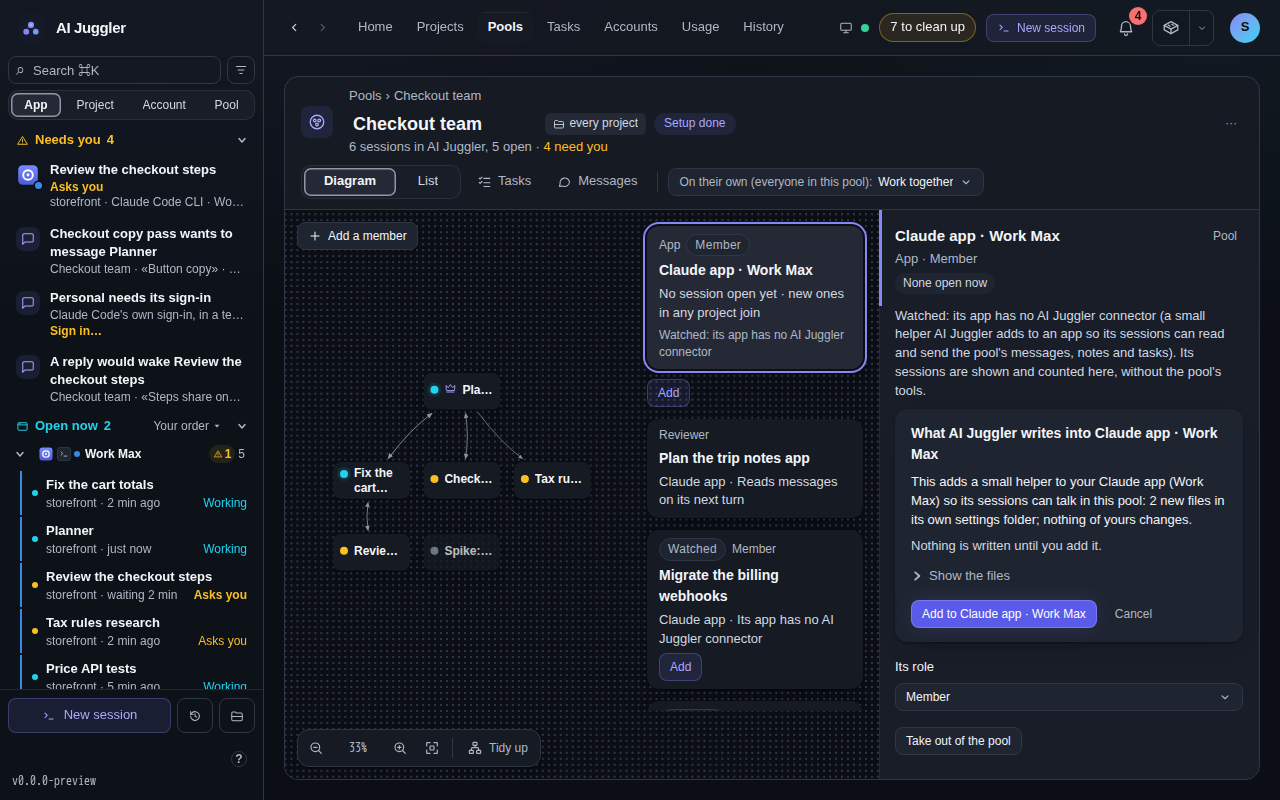 AI Juggler
Search ⌘K
App
Project
Account
Pool
Needs you 4
Review the checkout steps
Asks you
storefront · Claude Code CLI · Wo…
Checkout copy pass wants to
message Planner
Checkout team · «Button copy» · …
Personal needs its sign-in
Claude Code's own sign-in, in a te…
Sign in…
A reply would wake Review the
checkout steps
Checkout team · «Steps share on…
Open now 2
Your order
Work Max
1 5
Fix the cart totals
storefront · 2 min ago
Working
Planner
storefront · just now
Working
Review the checkout steps
storefront · waiting 2 min
Asks you
Tax rules research
storefront · 2 min ago
Asks you
Price API tests
storefront · 5 min ago
Working
New session
?
v0.0.0-preview
Home
Projects
Pools
Tasks
Accounts
Usage
History
7 to clean up
New session
4
S
Pools › Checkout team
Checkout team
every project
Setup done
6 sessions in AI Juggler, 5 open · 4 need you
Diagram
List
Tasks
Messages
On their own (everyone in this pool): Work together
Add a member
Pla…
Fix the
cart…
Check…
Tax ru…
Revie…
Spike:…
App
Member
Claude app · Work Max
No session open yet · new ones
in any project join
Watched: its app has no AI Juggler
connector
Add
Reviewer
Plan the trip notes app
Claude app · Reads messages
on its next turn
Watched
Member
Migrate the billing
webhooks
Claude app · Its app has no AI
Juggler connector
Add
33%
Tidy up
Claude app · Work Max
Pool
App · Member
None open now
Watched: its app has no AI Juggler connector (a small
helper AI Juggler adds to an app so its sessions can read
and send the pool's messages, notes and tasks). Its
sessions are shown and counted here, without the pool's
tools.
What AI Juggler writes into Claude app · Work
Max
This adds a small helper to your Claude app (Work
Max) so its sessions can talk in this pool: 2 new files in
its own settings folder; nothing of yours changes.
Nothing is written until you add it.
Show the files
Add to Claude app · Work Max
Cancel
Its role
Member
Take out of the pool